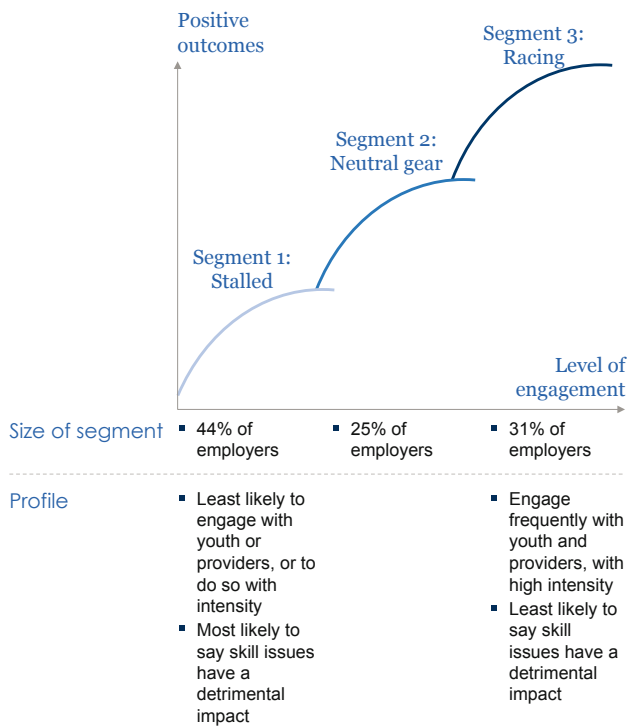 Positive
outcomes
Segment 3:
Racing
Segment 2:
Neutral gear
Segment 1:
Stalled
Level of
engagement
Size of segment
▪ 44% of
employers
▪ 25% of
employers
▪ 31% of
employers
Profile
▪ Least likely to
engage with
youth or
providers, or to
do so with
intensity
▪ Most likely to
say skill issues
have a
detrimental
impact
▪ Engage
frequently with
youth and
providers, with
high intensity
▪ Least likely to
say skill
issues have a
detrimental
impact